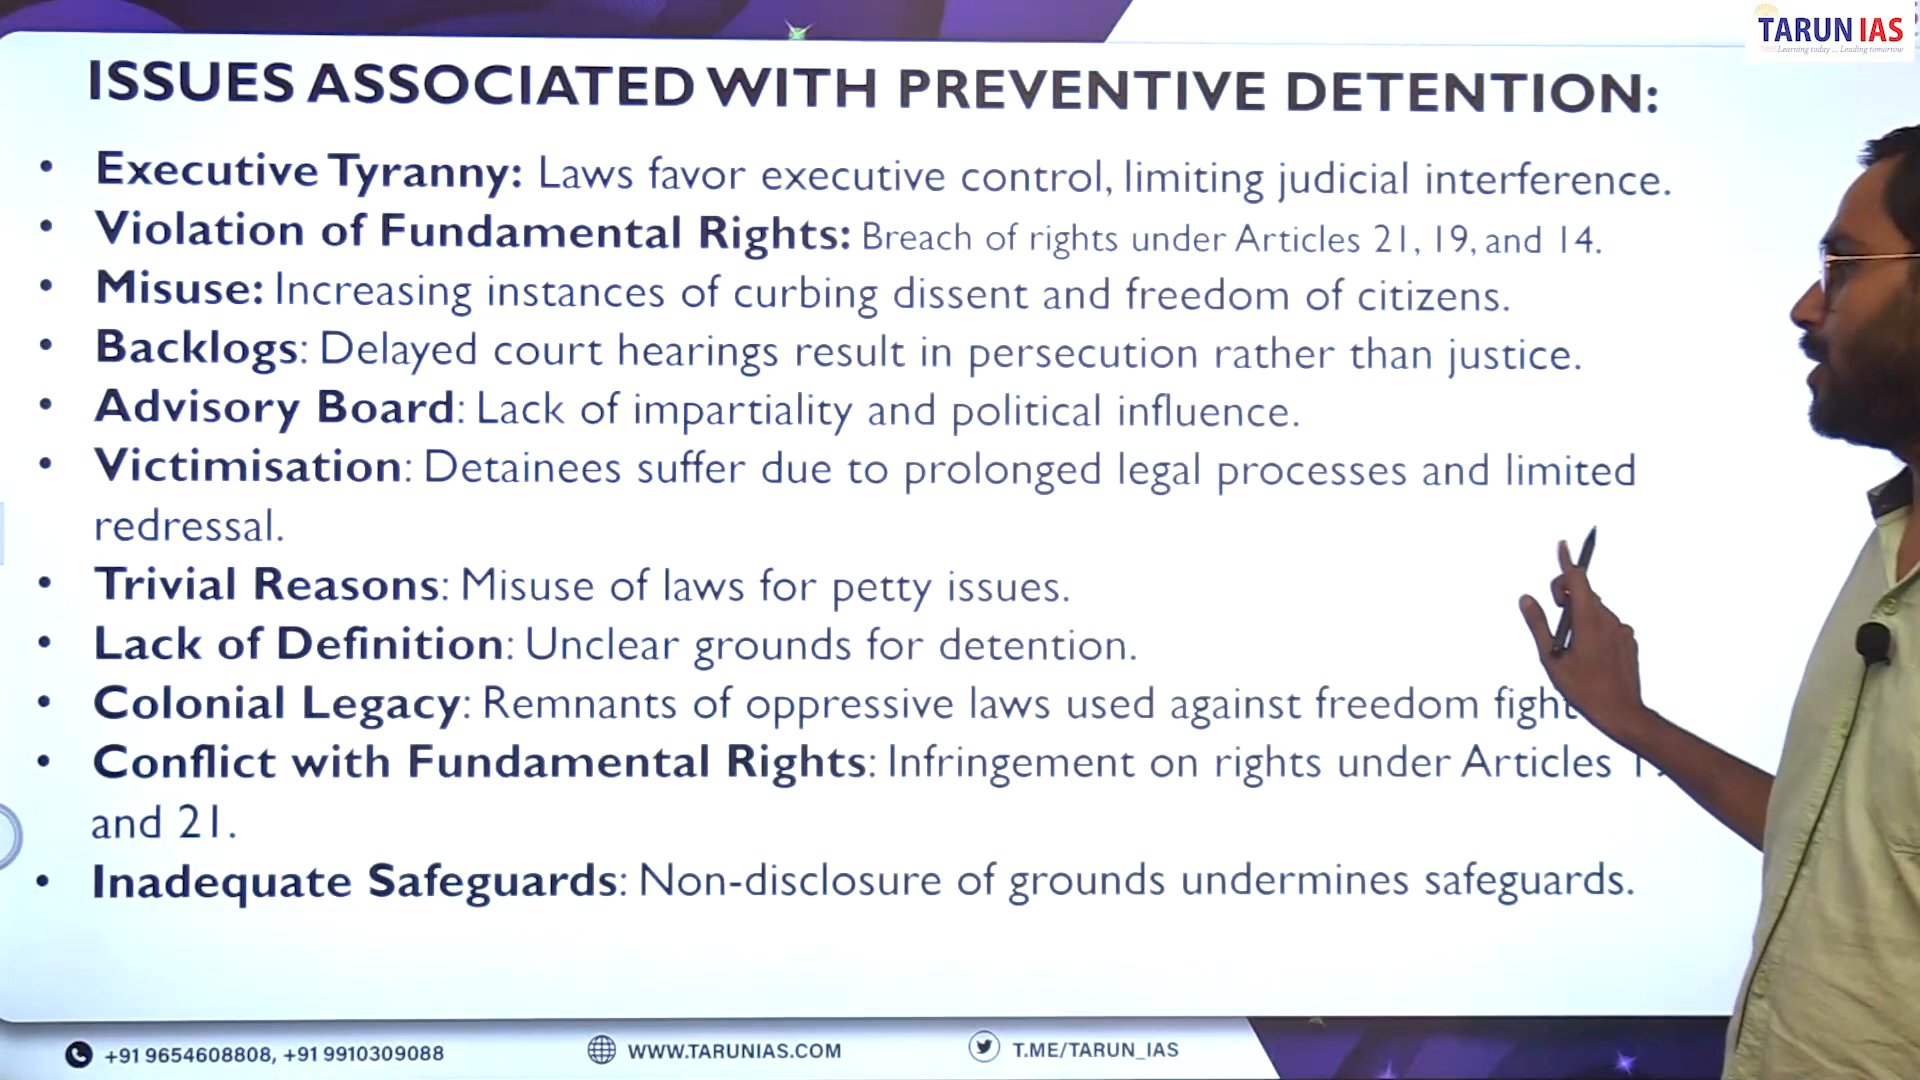 TARUN IAS
Learning today ... Leading tomorrow
ISSUES ASSOCIATED WITH PREVENTIVE DETENTION:
• Executive Tyranny: Laws favor executive control, limiting judicial interference.
• Violation of Fundamental Rights: Breach of rights under Articles 21, 19, and 14.
• Misuse: Increasing instances of curbing dissent and freedom of citizens.
• Backlogs: Delayed court hearings result in persecution rather than justice.
• Advisory Board: Lack of impartiality and political influence.
• Victimisation: Detainees suffer due to prolonged legal processes and limited
redressal.
• Trivial Reasons: Misuse of laws for petty issues.
• Lack of Definition: Unclear grounds for detention.
• Colonial Legacy: Remnants of oppressive laws used against freedom
• Conflict with Fundamental Rights: Infringement on rights under Articles
and 21.
• Inadequate Safeguards: Non-disclosure of grounds undermines safeguards.
+91 9654608808, +91 9910309088
WWW.TARUNIAS.COM
T.ME/TARUN_IAS